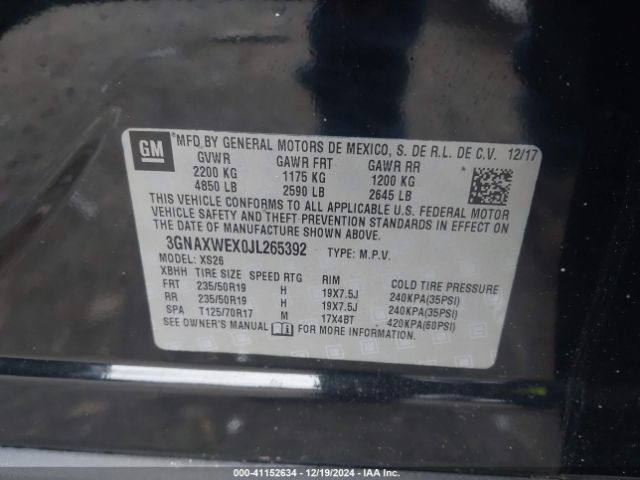 GM
*MFD BY GENERAL MOTORS DE MEXICO, S. DE R.L. DE C.V. 12/17
GVWR GAWR FRT GAWR RR
2200 KG 1175 KG 1200 KG
4850 LB 2590 LB 2645 LB
THIS VEHICLE CONFORMS TO ALL APPLICABLE U.S. FEDERAL MOTOR
VEHICLE SAFETY AND THEFT PREVENTION STANDARDS IN EFFECT ON
THE DATE OF MANUFACTURE SHOWN ABOVE.
3GNAXWEX0JL265392 TYPE: M.P.V.
MODEL: XS26
XBHH TIRE SIZE SPEED RTG RIM COLD TIRE PRESSURE
FRT 235/50R19 H 19X7.5J 240KPA(35PSI)
RR 235/50R19 H 19X7.5J 240KPA(35PSI)
SPA T125/70R17 M 17X4BT 420KPA(60PSI)
SEE OWNER'S MANUAL FOR MORE INFORMATION.
000-41152634 - 12/19/2024 - IAA Inc.